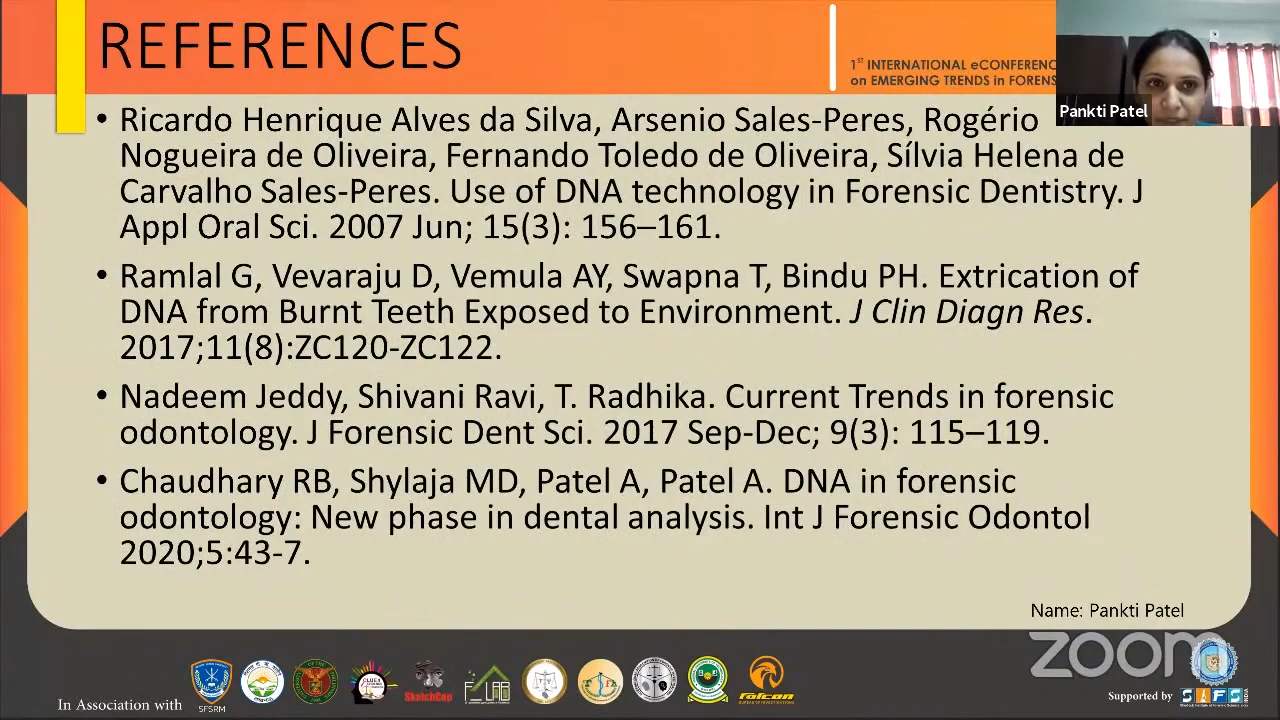 REFERENCES
1ST INTERNATIONAL eCONFERENC
on EMERGING TRENDS in FORENS
Pankti Patel
• Ricardo Henrique Alves da Silva, Arsenio Sales-Peres, Rogério
Nogueira de Oliveira, Fernando Toledo de Oliveira, Sílvia Helena de
Carvalho Sales-Peres. Use of DNA technology in Forensic Dentistry. J
Appl Oral Sci. 2007 Jun; 15(3): 156–161.
• Ramlal G, Vevaraju D, Vemula AY, Swapna T, Bindu PH. Extrication of
DNA from Burnt Teeth Exposed to Environment. J Clin Diagn Res.
2017;11(8):ZC120-ZC122.
• Nadeem Jeddy, Shivani Ravi, T. Radhika. Current Trends in forensic
odontology. J Forensic Dent Sci. 2017 Sep-Dec; 9(3): 115–119.
• Chaudhary RB, Shylaja MD, Patel A, Patel A. DNA in forensic
odontology: New phase in dental analysis. Int J Forensic Odontol
2020;5:43-7.
Name: Pankti Patel
zoom
In Association with
SFSRM
SketchCop
FLAB
Falcon
Supported by
SIFS